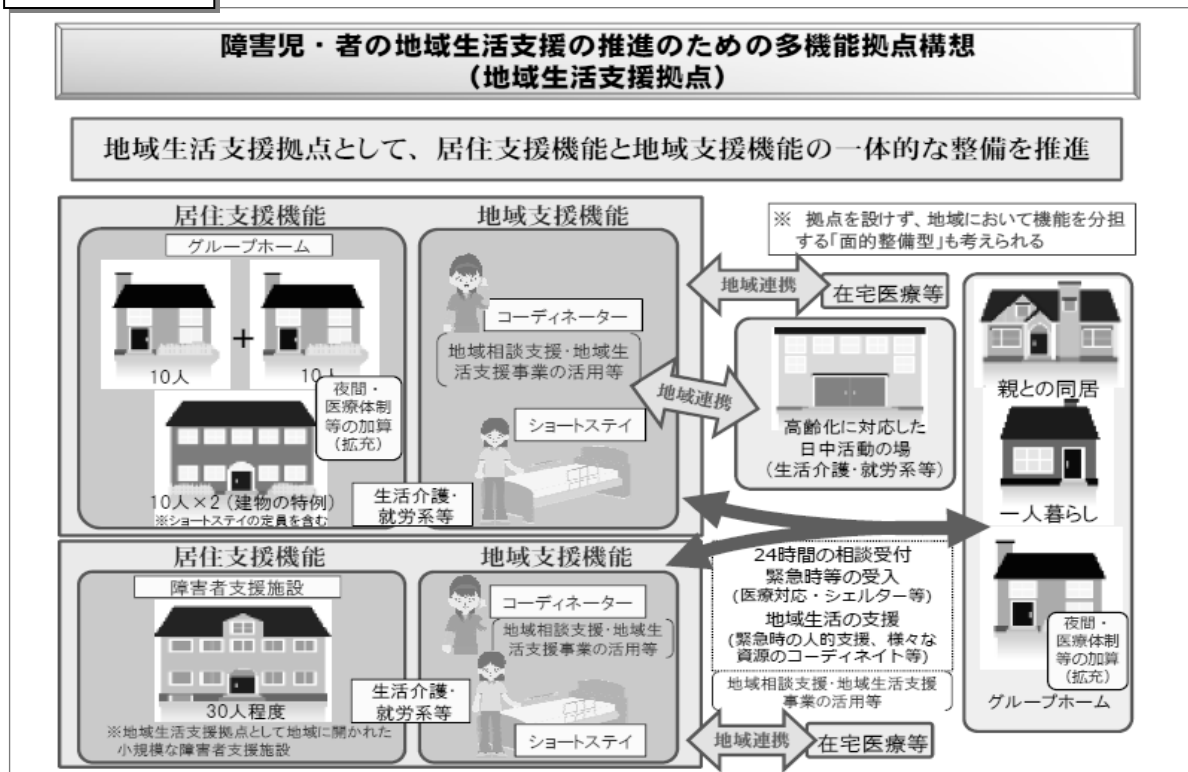 障害児・者の地域生活支援の推進のための多機能拠点構想
（地域生活支援拠点）
地域生活支援拠点として、居住支援機能と地域支援機能の一体的な整備を推進
居住支援機能
グループホーム
10人
+
10人
夜間・
医療体制
等の加算
（拡充）
10人×2（建物の特例）
※ショートステイの定員を含む
地域支援機能
コーディネーター
地域相談支援・地域生
活支援事業の活用等
ショートステイ
生活介護・
就労系等
※　拠点を設けず、地域において機能を分担
する「面的整備型」も考えられる
地域連携
在宅医療等
地域連携
高齢化に対応した
日中活動の場
（生活介護・就労系等）
親との同居
一人暮らし
夜間・
医療体制
等の加算
（拡充）
グループホーム
居住支援機能
障害者支援施設
30人程度
※地域生活支援拠点として地域に開かれた
小規模な障害者支援施設
地域支援機能
コーディネーター
地域相談支援・地域生
活支援事業の活用等
生活介護・
就労系等
ショートステイ
24時間の相談受付
緊急時等の受入
(医療対応・シェルター等)
地域生活の支援
(緊急時の人的支援、様々な
資源のコーディネイト等)
地域相談支援・地域生活支援
事業の活用等
地域連携
在宅医療等